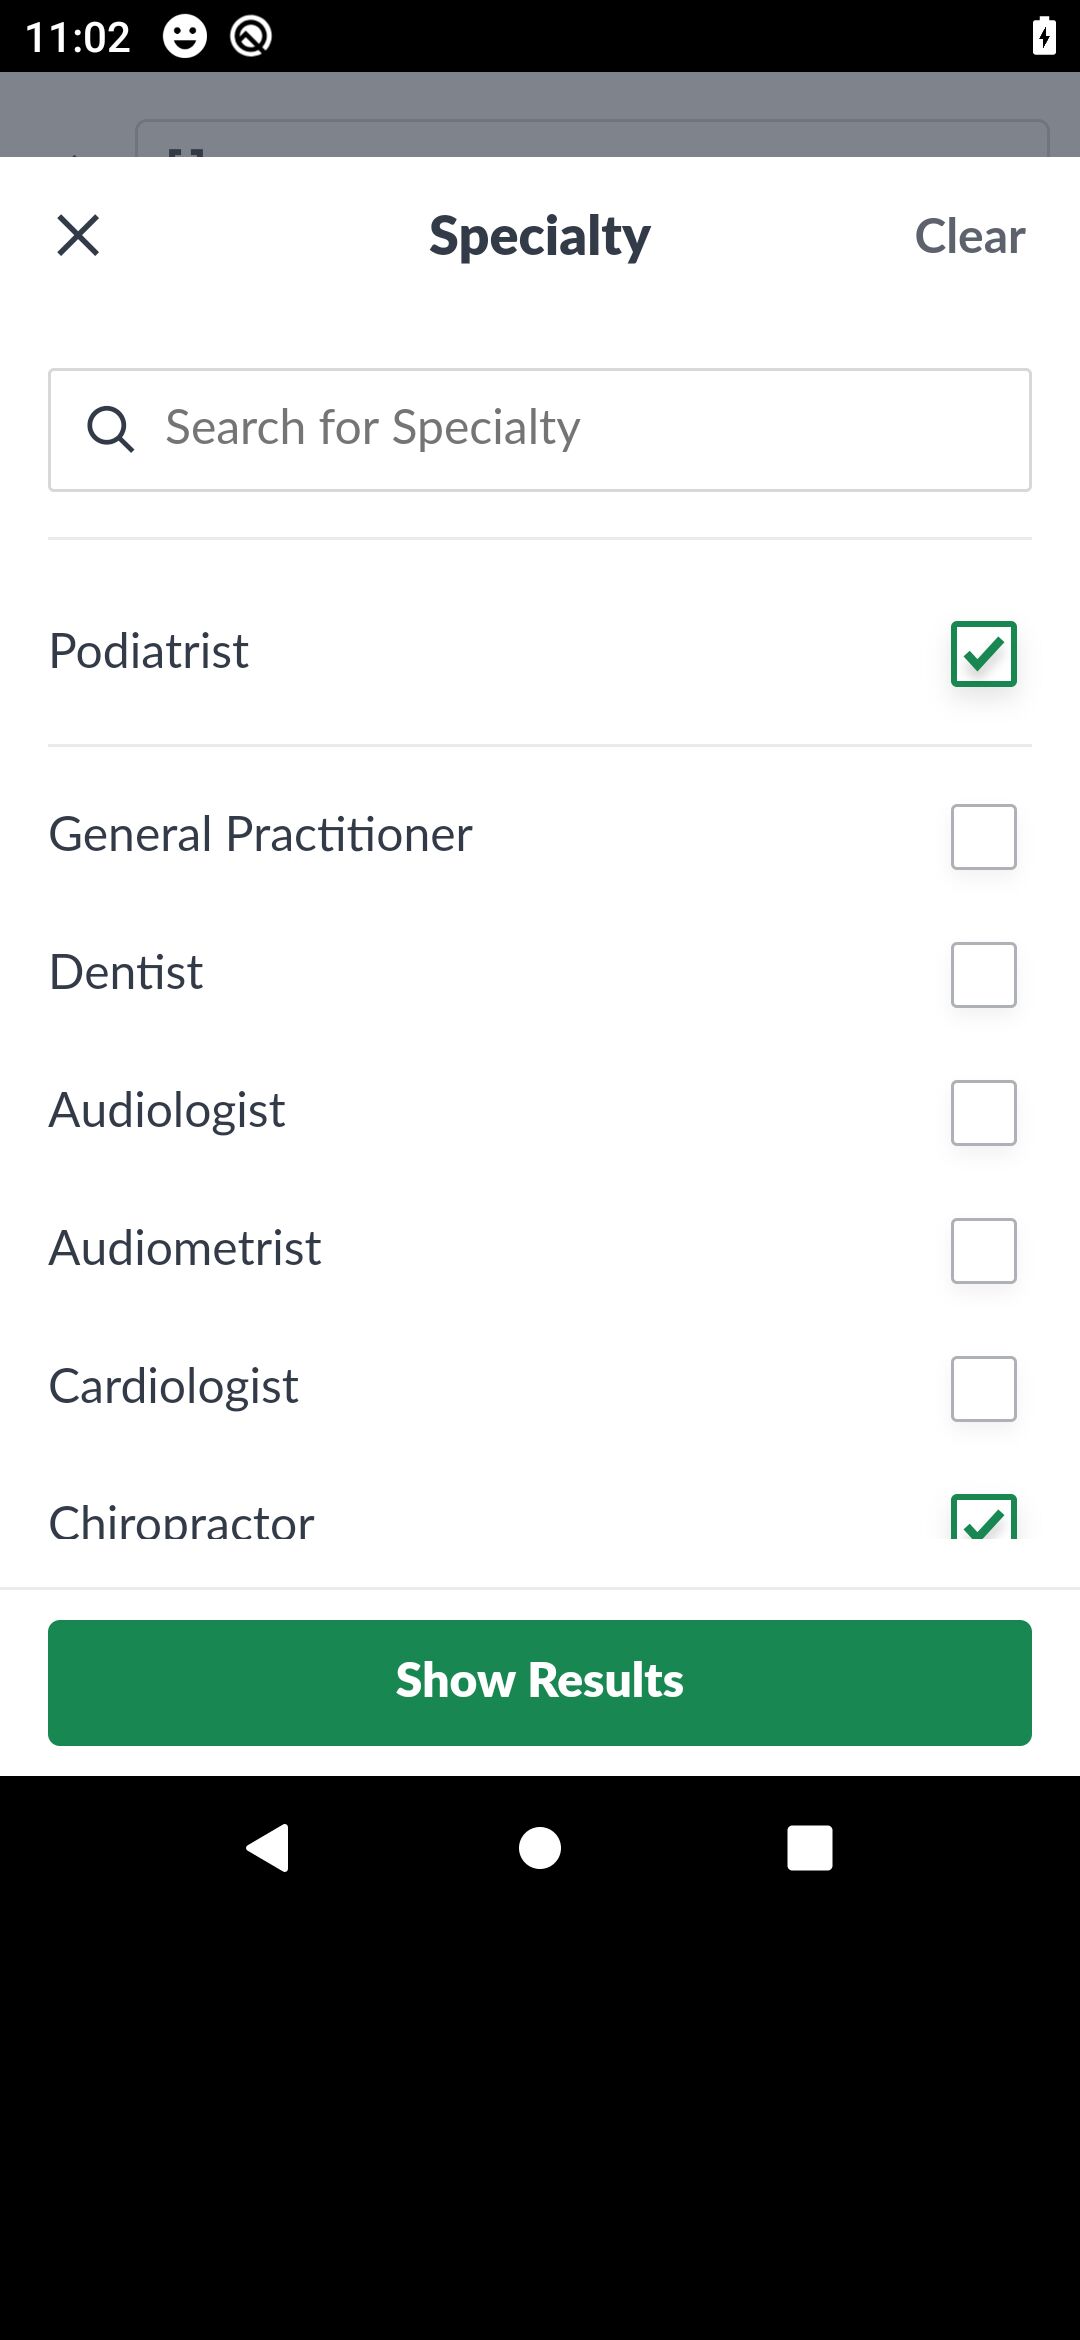 11:02
Specialty
Clear
Search for Specialty
Podiatrist
General Practitioner
Dentist
Audiologist
Audiometrist
Cardiologist
Chiropractor
Show Results